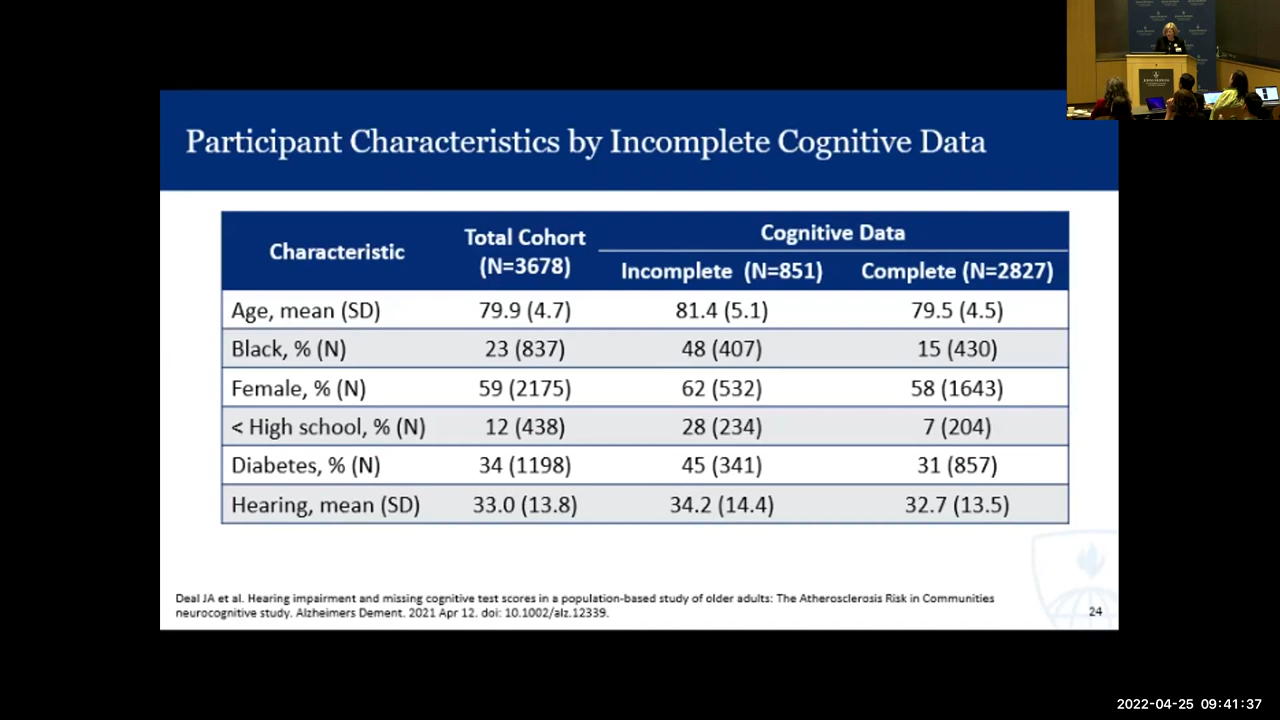 Participant Characteristics by Incomplete Cognitive Data
Characteristic
Total Cohort
(N=3678)
Cognitive Data
Incomplete (N=851)
Complete (N=2827)
Age, mean (SD) 79.9 (4.7) 81.4 (5.1) 79.5 (4.5)
Black, % (N) 23 (837) 48 (407) 15 (430)
Female, % (N) 59 (2175) 62 (532) 58 (1643)
< High school, % (N) 12 (438) 28 (234) 7 (204)
Diabetes, % (N) 34 (1198) 45 (341) 31 (857)
Hearing, mean (SD) 33.0 (13.8) 34.2 (14.4) 32.7 (13.5)
Deal JA et al. Hearing impairment and missing cognitive test scores in a population-based study of older adults: The Atherosclerosis Risk in Communities
neurocognitive study. Alzheimers Dement. 2021 Apr 12. doi: 10.1002/alz.12339.
24
2022-04-25 09:41:37